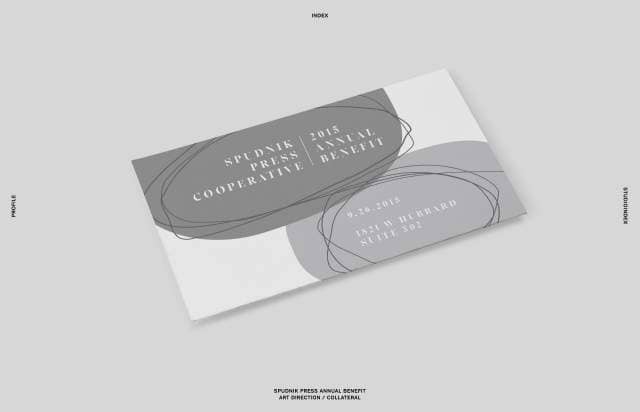 INDEX
PROFILE
SPUDNIK
PRESS
COOPERATIVE
2015
ANNUAL
BENEFIT
9.26.2015
1821 W HUBBARD
SUITE 302
STUDIOINDEX
SPUDNIK PRESS ANNUAL BENEFIT
ART DIRECTION / COLLATERAL